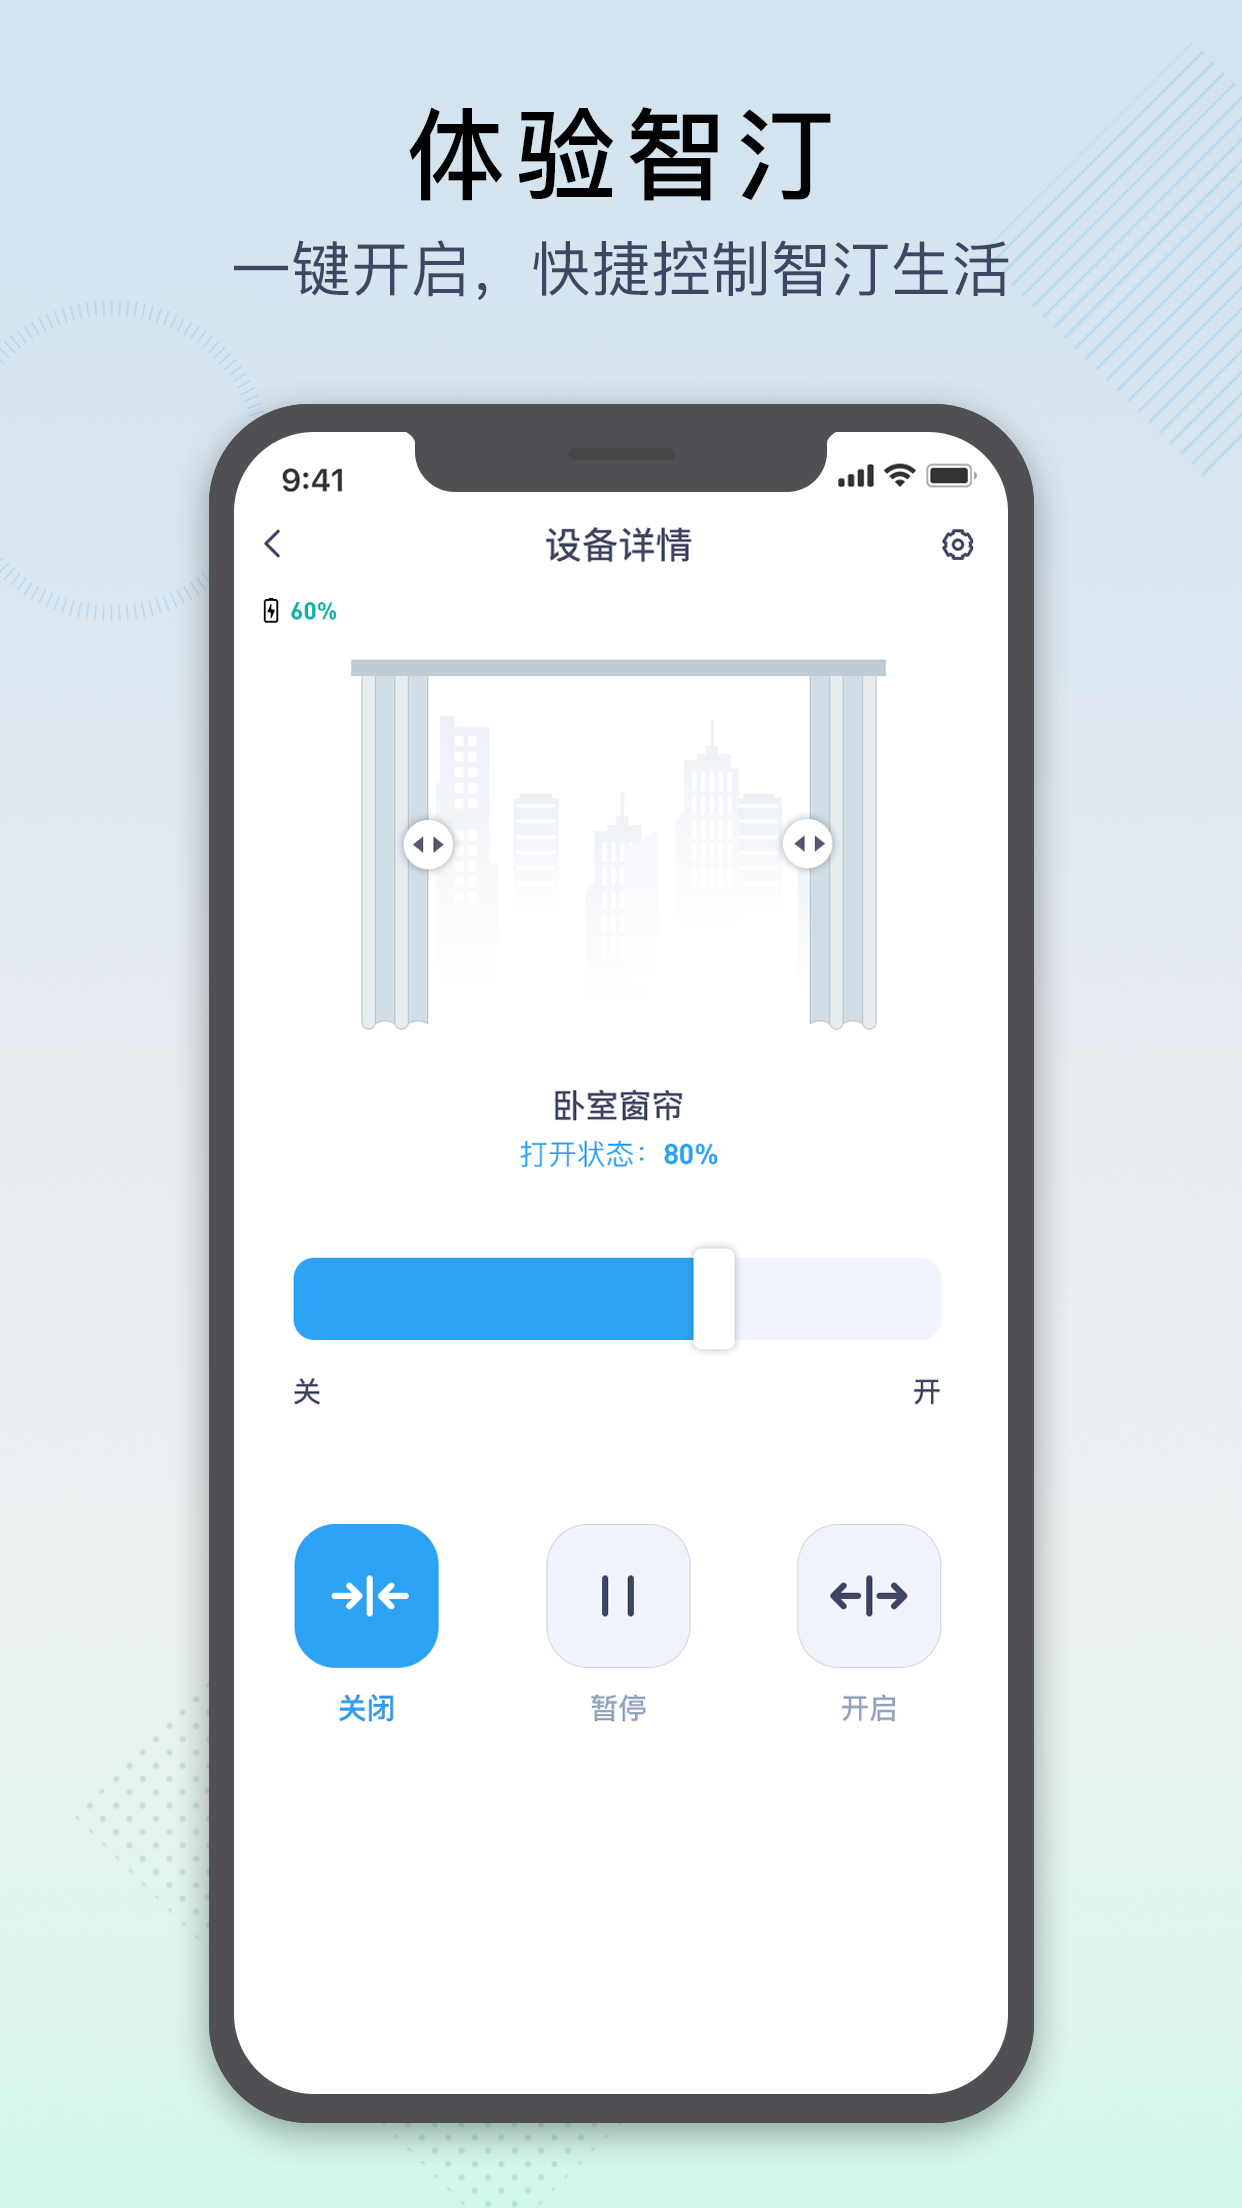 体验智汀
一键开启，快捷控制智汀生活
9:41
设备详情
60%
卧室窗帘
打开状态：80%
关
开
关闭
暂停
开启